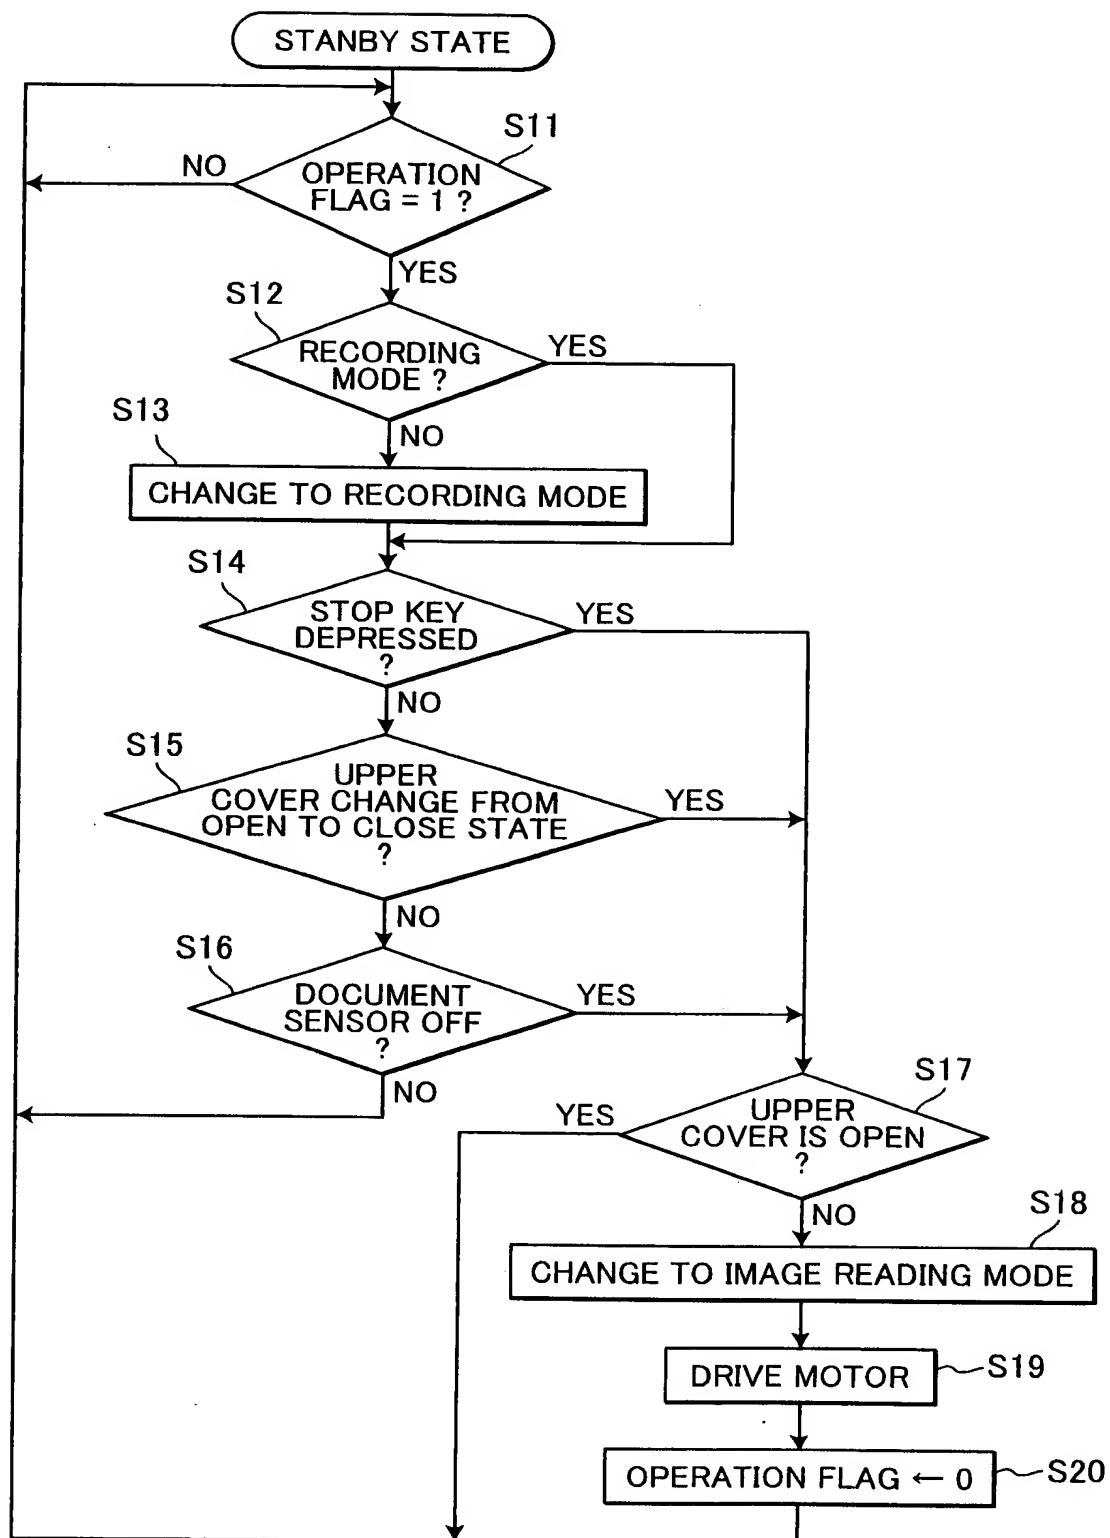 STANBY STATE
S11
NO
OPERATION
FLAG = 1 ?
YES
S12
RECORDING
MODE ?
YES
NO
S13
CHANGE TO RECORDING MODE
S14
STOP KEY
DEPRESSED
?
YES
NO
S15
UPPER
COVER CHANGE FROM
OPEN TO CLOSE STATE
?
YES
NO
S16
DOCUMENT
SENSOR OFF
?
YES
NO
S17
YES
UPPER
COVER IS OPEN
?
NO
S18
CHANGE TO IMAGE READING MODE
DRIVE MOTOR
S19
OPERATION FLAG ← 0
S20